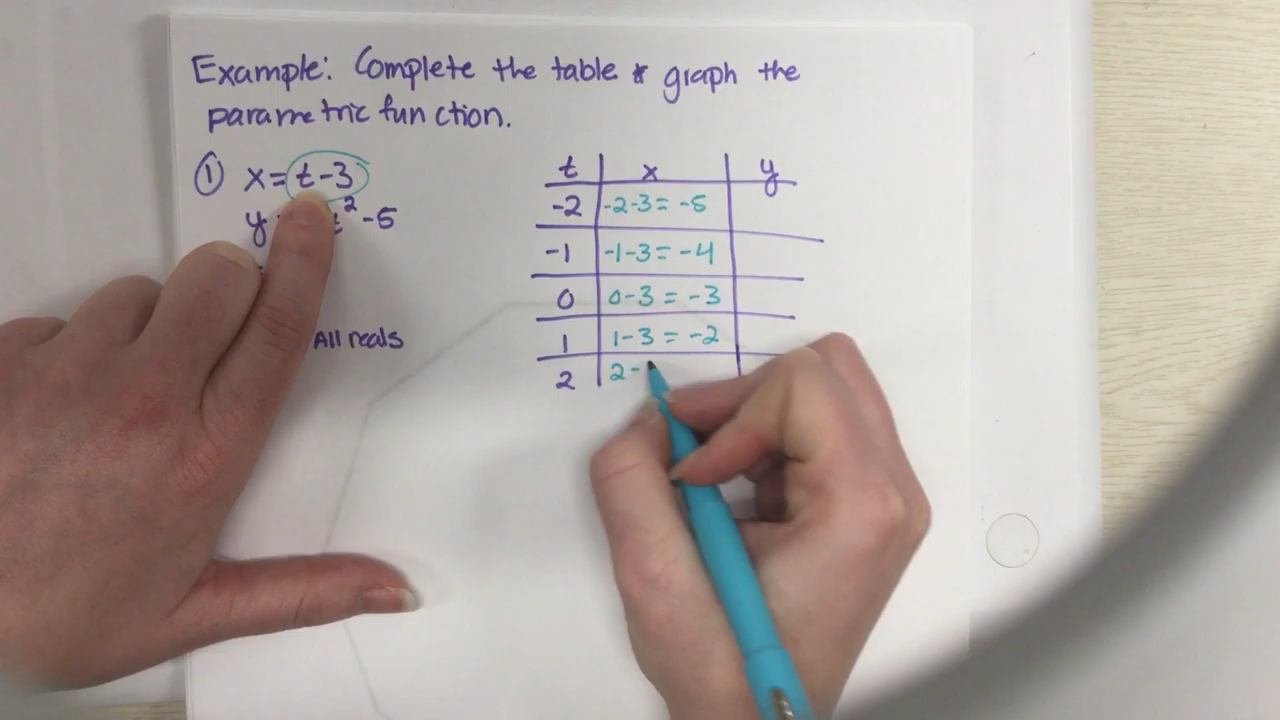 Example: Complete the table & graph the
parametric function.
① x = t-3
y t² -5
All reals
t x y
-2 -2-3 = -5
-1 -1-3 = -4
0 0-3 = -3
1 1-3 = -2
2 2-